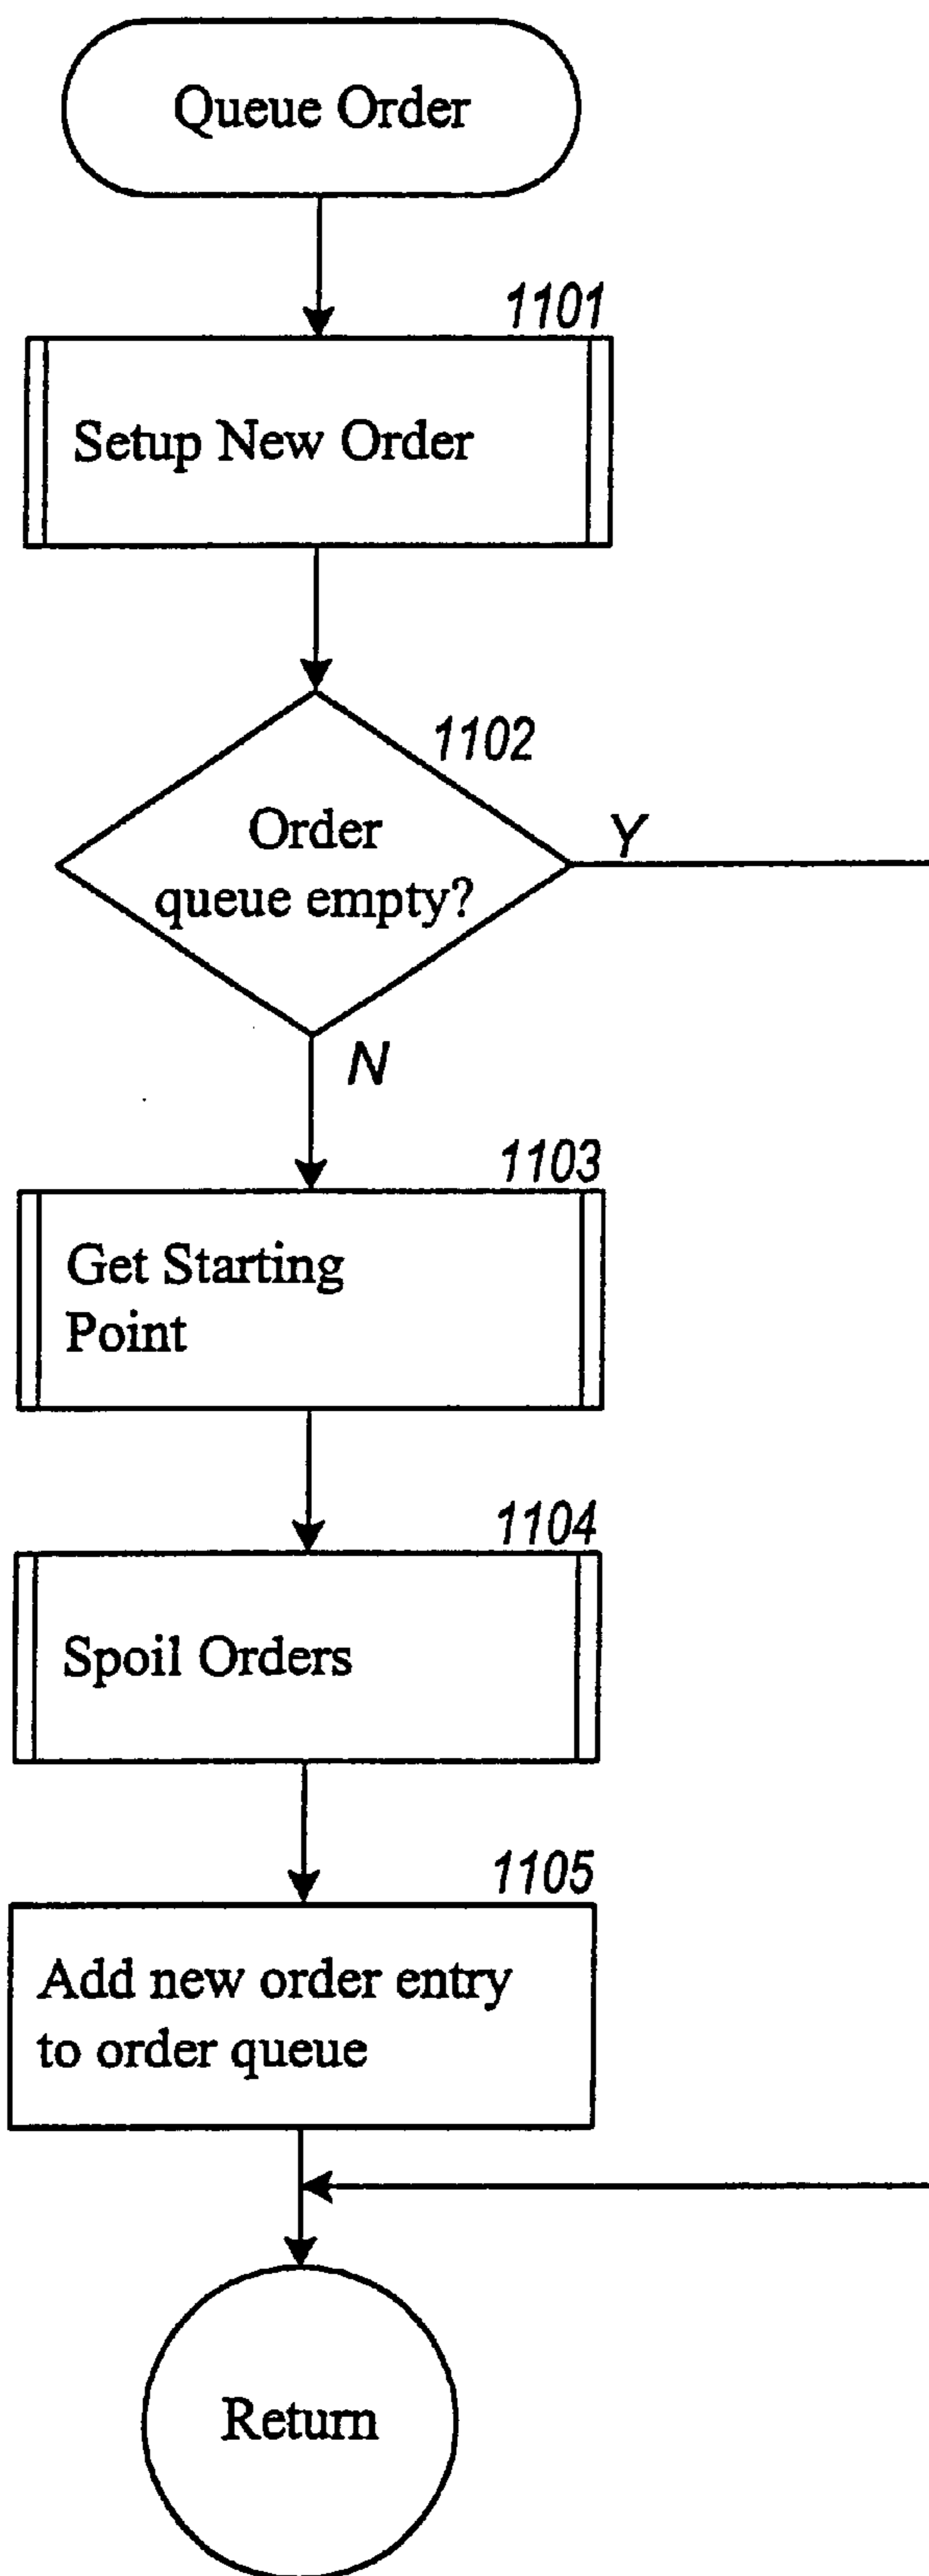 Queue Order
1101
Setup New Order
1102
Order
queue empty?
Y
N
1103
Get Starting
Point
1104
Spoil Orders
1105
Add new order entry
to order queue
Return